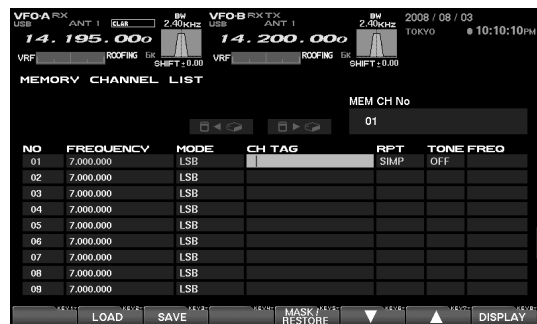 VFO-A RX BW VFO-B RX TX BW 2008 / 08 / 03
USB ANT 1 CLAR 2.40KHZ USB ANT 1 2.40KHZ TOKYO 10:10:10PM
14.195.000 14.200.000
VRF ROOFING 6K SHIFT±0.00 VRF ROOFING 6K SHIFT±0.00
MEMORY CHANNEL LIST
MEM CH No
01
NO FREQUENCY MODE CH TAG RPT TONE FREQ
01 7.000.000 LSB SIMP OFF
02 7.000.000 LSB
03 7.000.000 LSB
04 7.000.000 LSB
05 7.000.000 LSB
06 7.000.000 LSB
07 7.000.000 LSB
08 7.000.000 LSB
09 7.000.000 LSB
LOAD SAVE MASK / RESTORE DISPLAY